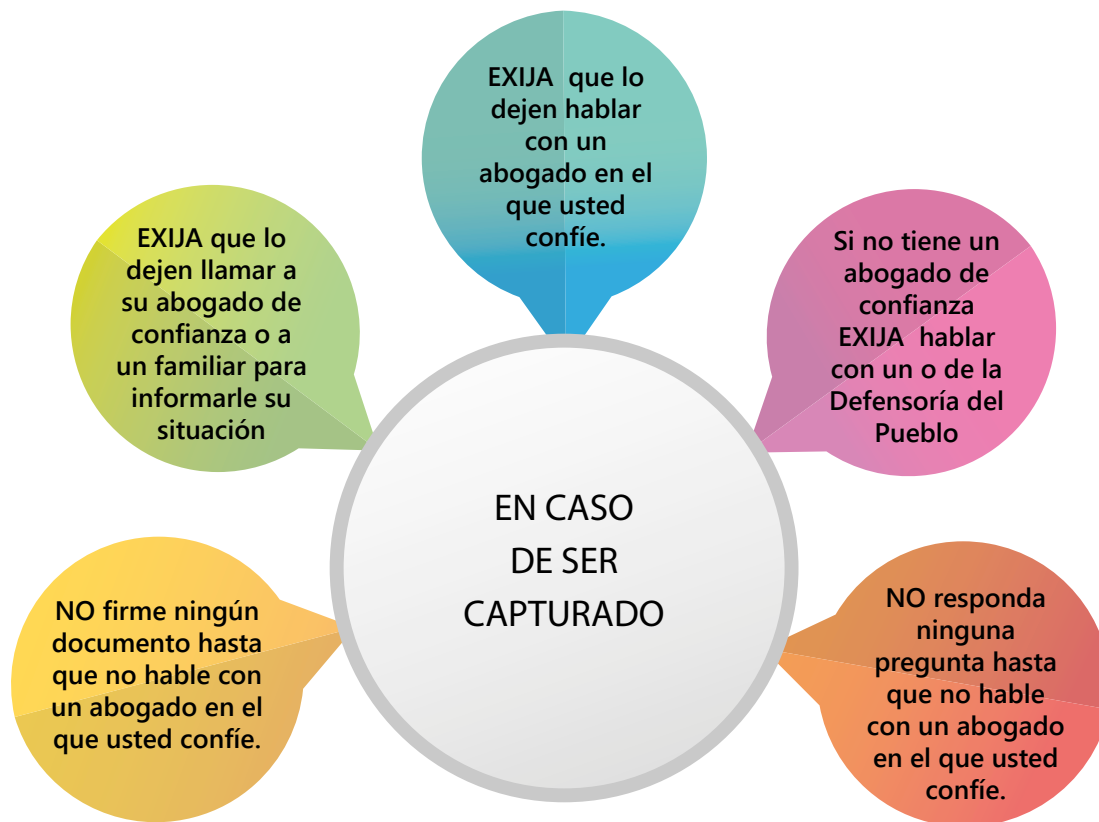 EXIJA que lo
dejen hablar
con un
abogado en el
que usted
confíe.
EXIJA que lo
dejen llamar a
su abogado de
confianza o a
un familiar para
informarle su
situación
Si no tiene un
abogado de
confianza
EXIJA hablar
con un o de la
Defensoría del
Pueblo
EN CASO
DE SER
CAPTURADO
NO firme ningún
documento hasta
que no hable con
un abogado en el
que usted confíe.
NO responda
ninguna
pregunta hasta
que no hable
con un abogado
en el que usted
confíe.